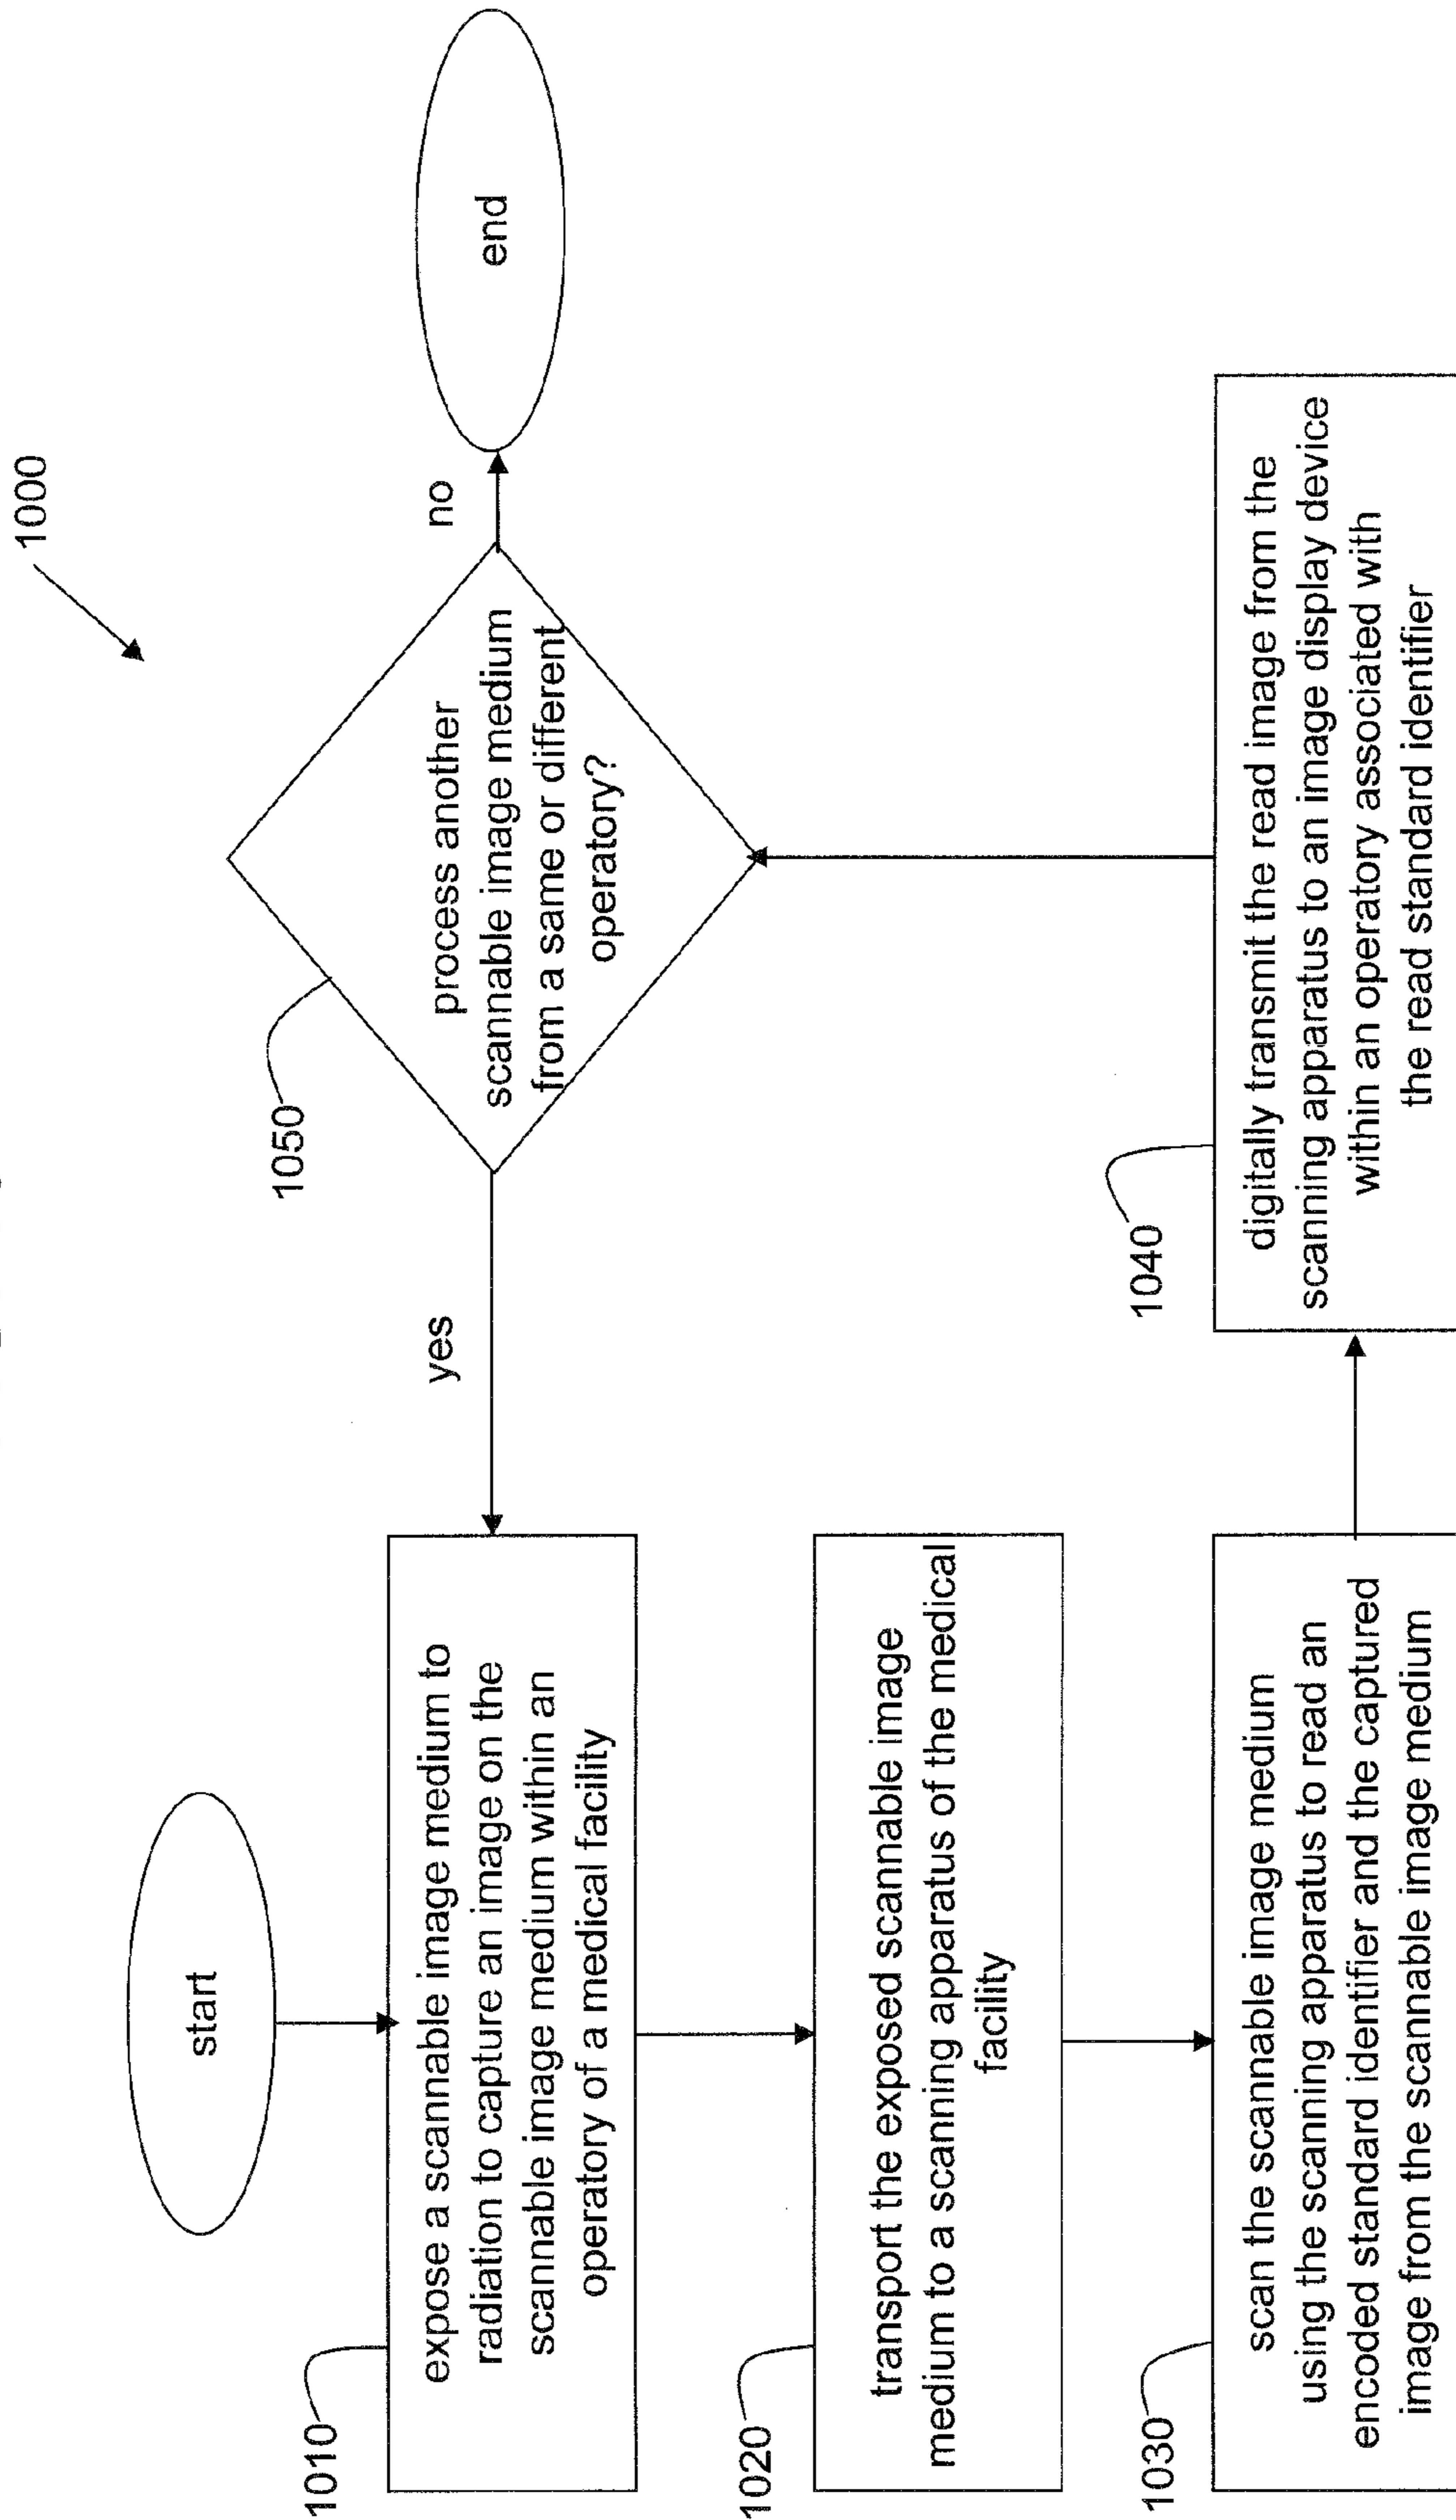 1000
start
1010
expose a scannable image medium to
radiation to capture an image on the
scannable image medium within an
operatory of a medical facility
1020
transport the exposed scannable image
medium to a scanning apparatus of the medical
facility
1030
scan the scannable image medium
using the scanning apparatus to read an
encoded standard identifier and the captured
image from the scannable image medium
1040
digitally transmit the read image from the
scanning apparatus to an image display device
within an operatory associated with
the read standard identifier
1050
process another
scannable image medium
from a same or different
operatory?
yes
no
end